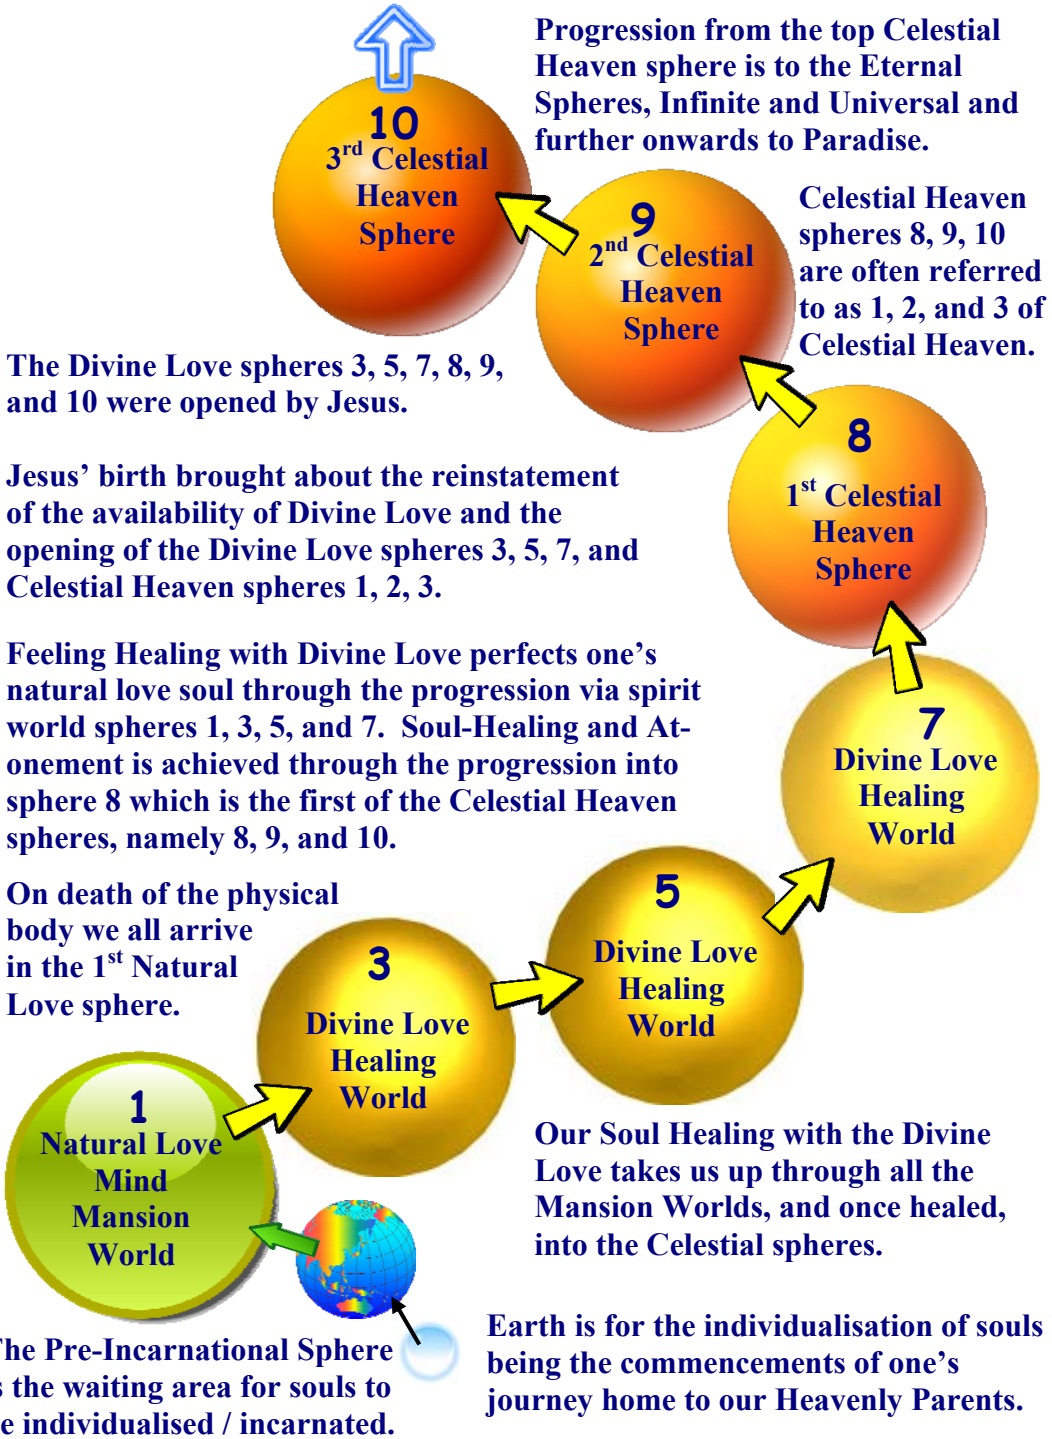 Progression from the top Celestial
Heaven sphere is to the Eternal
Spheres, Infinite and Universal and
further onwards to Paradise.
10
3rd Celestial
Heaven
Sphere
Celestial Heaven
spheres 8, 9, 10
are often referred
to as 1, 2, and 3 of
Celestial Heaven.
9
2nd Celestial
Heaven
Sphere
The Divine Love spheres 3, 5, 7, 8, 9,
and 10 were opened by Jesus.
8
1st Celestial
Heaven
Sphere
Jesus’ birth brought about the reinstatement
of the availability of Divine Love and the
opening of the Divine Love spheres 3, 5, 7, and
Celestial Heaven spheres 1, 2, 3.
Feeling Healing with Divine Love perfects one’s
natural love soul through the progression via spirit
world spheres 1, 3, 5, and 7.  Soul-Healing and At-
onement is achieved through the progression into
sphere 8 which is the first of the Celestial Heaven
spheres, namely 8, 9, and 10.
7
Divine Love
Healing
World
5
Divine Love
Healing
World
On death of the physical
body we all arrive
in the 1st Natural
Love sphere.
3
Divine Love
Healing
World
1
Natural Love
Mind
Mansion
World
Our Soul Healing with the Divine
Love takes us up through all the
Mansion Worlds, and once healed,
into the Celestial spheres.
Earth is for the individualisation of souls
being the commencements of one’s
journey home to our Heavenly Parents.
he Pre-Incarnational Sphere
s the waiting area for souls to
e individualised / incarnated.